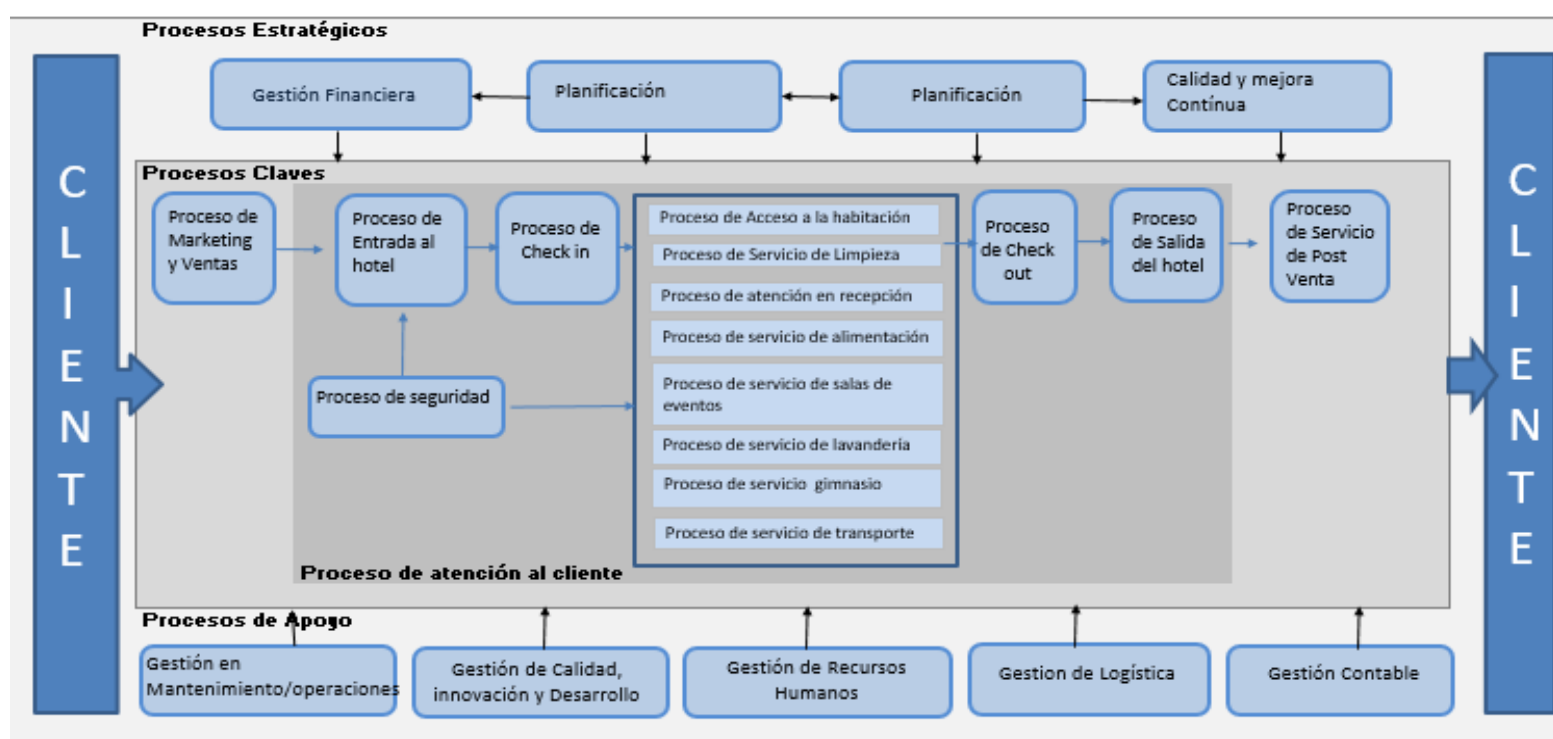 Procesos Estratégicos
Gestión Financiera
Planificación
Planificación
Calidad y mejora
Contínua
CLIENTE
Procesos Claves
Proceso de
Marketing
y Ventas
Proceso de
Entrada al
hotel
Proceso de
Check in
Proceso de Acceso a la habitación
Proceso de Servicio de Limpieza
Proceso de atención en recepción
Proceso de servicio de alimentación
Proceso de servicio de salas de
eventos
Proceso de servicio de lavandería
Proceso de servicio gimnasio
Proceso de servicio de transporte
Proceso
de Check
out
Proceso
de Salida
del hotel
Proceso
de Servicio
de Post
Venta
Proceso de seguridad
Proceso de atención al cliente
CLIENTE
Procesos de Apoyo
Gestión en
Mantenimiento/operaciones
Gestión de Calidad,
innovación y Desarrollo
Gestión de Recursos
Humanos
Gestion de Logística
Gestión Contable